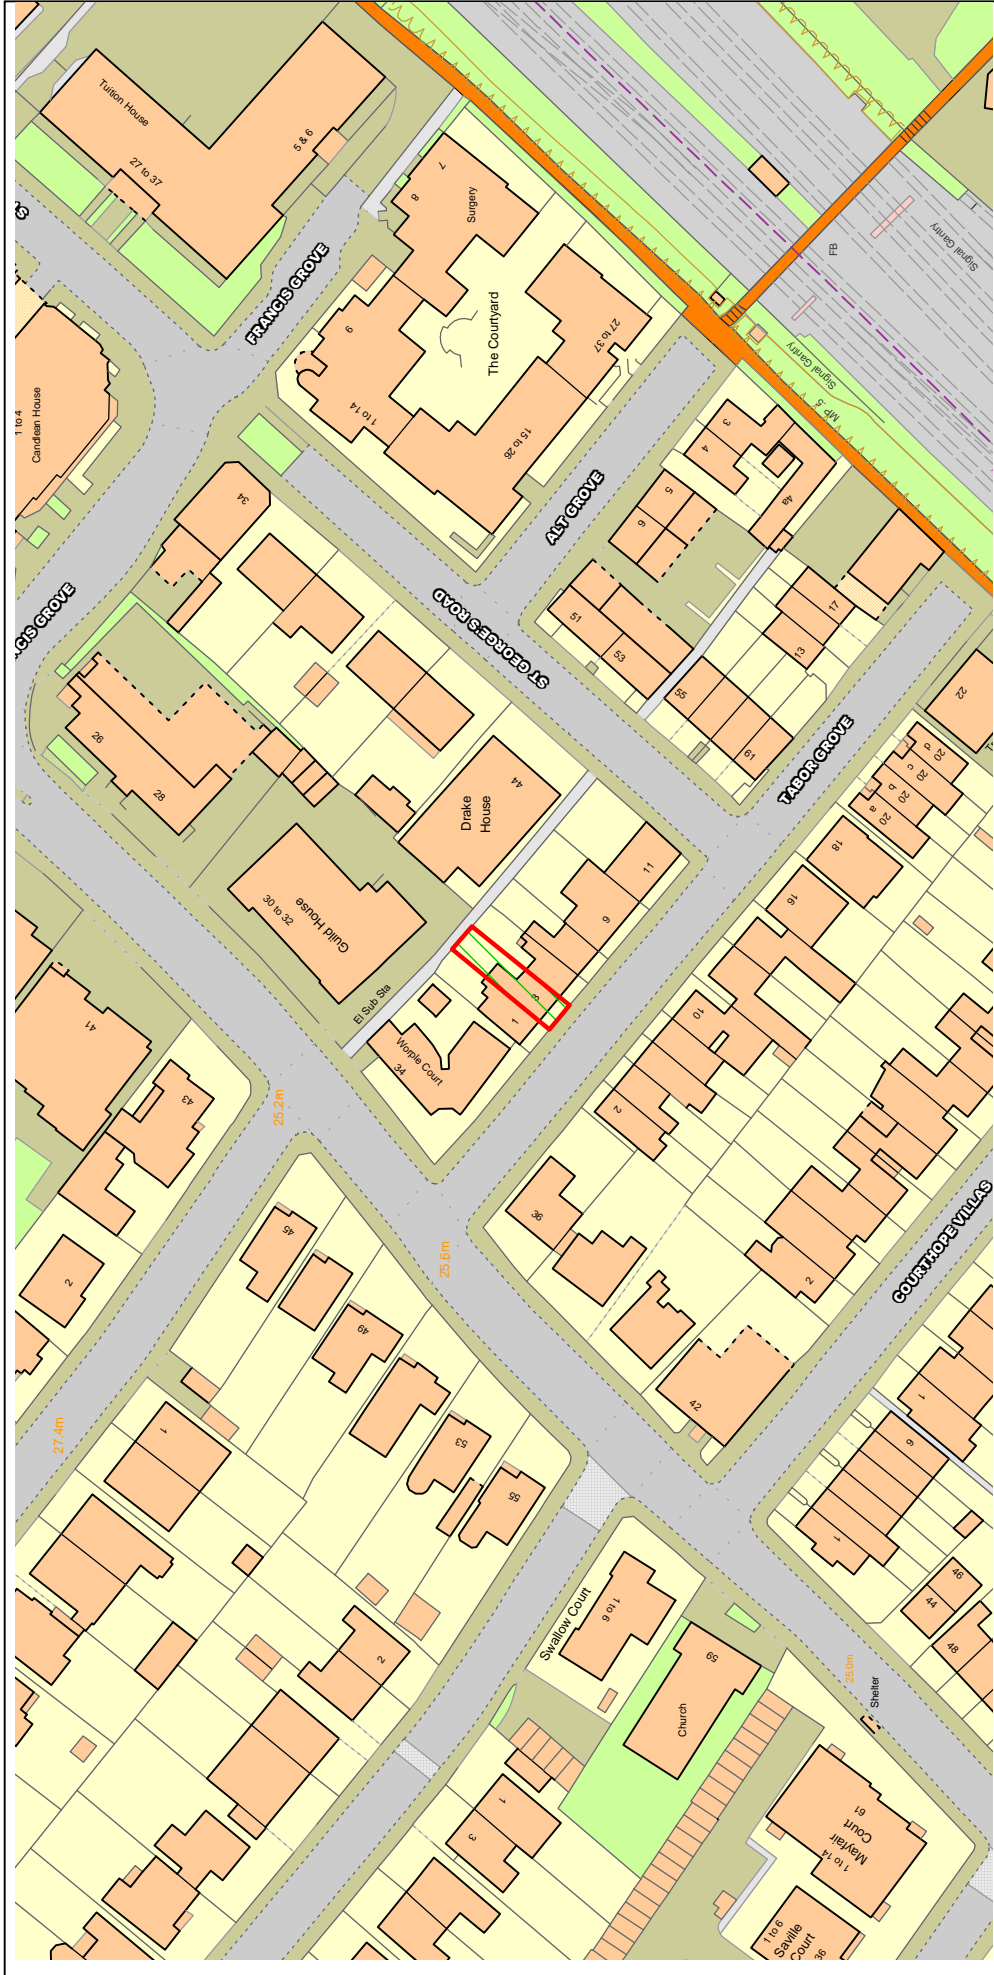 Tuition House
27 to 37
5 & 6
FRANCIS GROVE
7
8
Surgery
1 to 4
Candlean House
9
The Courtyard
27 to 37
1 to 14
15 to 26
FB
Signal Gantry
Signal Gantry
MP .5
34
ALT GROVE
ST GEORGE'S ROAD
3
4
4a
5
6
51
53
55
61
17
13
22
CIS GROVE
26
28
Drake
House
44
TABOR GROVE
20
d
20
c
20
b
20
a
18
16
11
9
30 to 32
Guild House
El Sub Sta
1
Worple Court
34
10
2
41
43
25.2m
25.6m
36
2
COURTHOPE VILLAS
45
49
53
55
2
27.4m
1
42
1
6
1
46
44
48
Swallow Court
1 to 6
59
Church
25.0m
Shelter
2
1
3
61
Mayfair
Court
1 to 14
1 to 6
Saville
Court
36